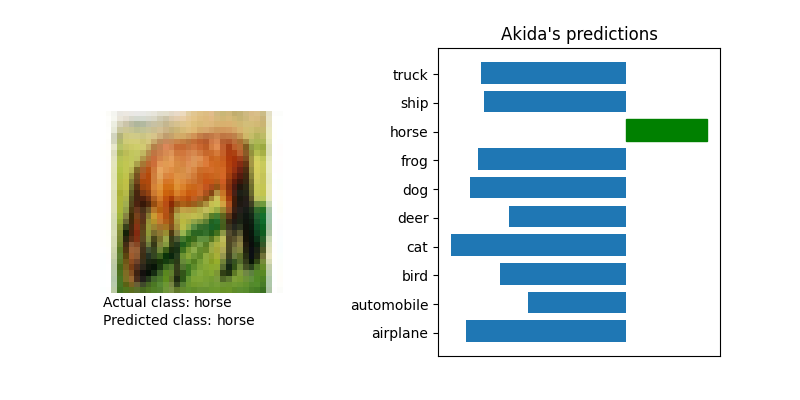 Akida's predictions
truck
ship
horse
frog
dog
deer
cat
bird
automobile
airplane
Actual class: horse
Predicted class: horse